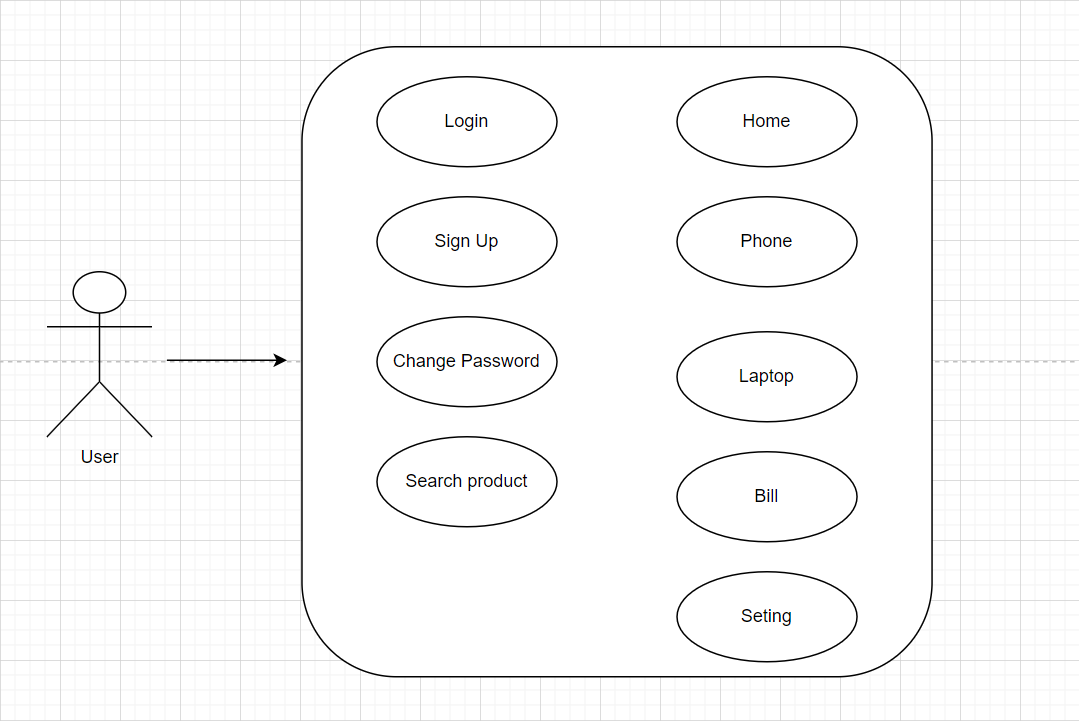 Login
Home
Sign Up
Phone
Change Password
Laptop
User
Search product
Bill
Seting